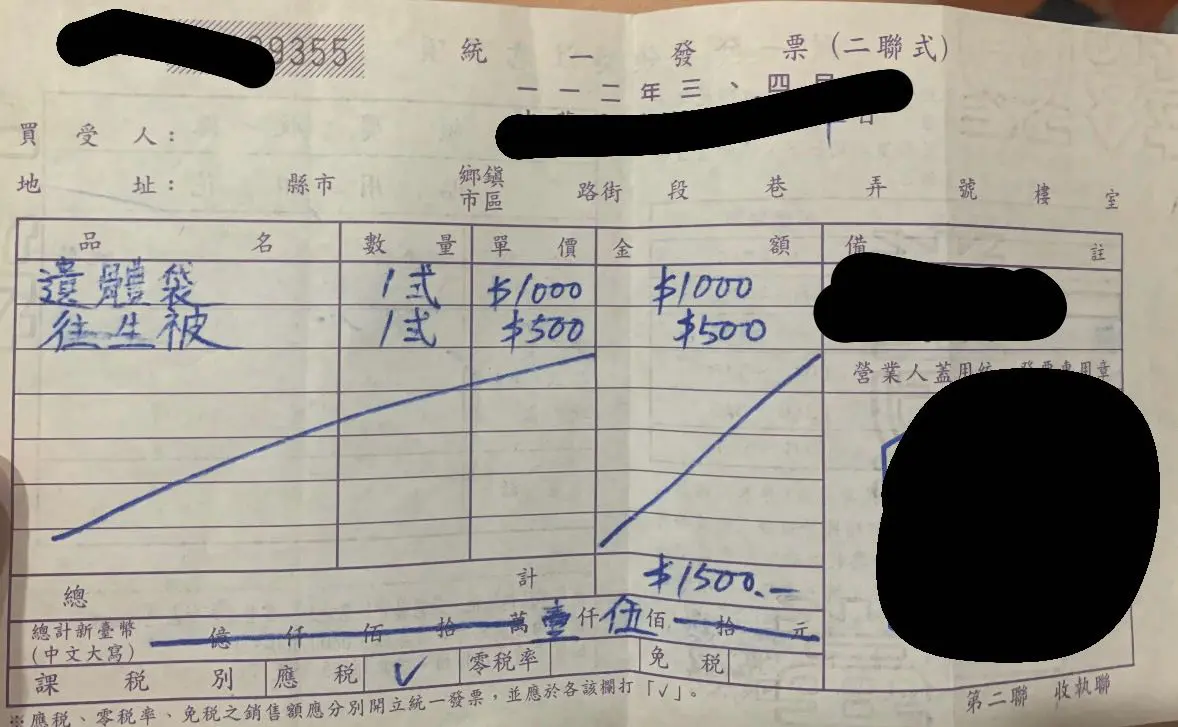 9355
統一發票(二聯式)
一一二年三、四月
買受人:
地址: 縣市 鄉鎮市區 路街 段 巷 弄 號 樓 室
品名 數量 單價 金額 備註
遺體袋 1式 $1000 $1000
往生被 1式 $500 $500
營業人蓋用統一發票專用章
總計 $1500.—
總計新臺幣(中文大寫) 億 仟 佰 拾 萬 壹仟 伍佰 拾 元
課稅別 應稅 ✓ 零稅率 免稅
※應稅、零稅率、免稅之銷售額應分別開立統一發票,並應於各該欄打「✓」。
第二聯 收執聯